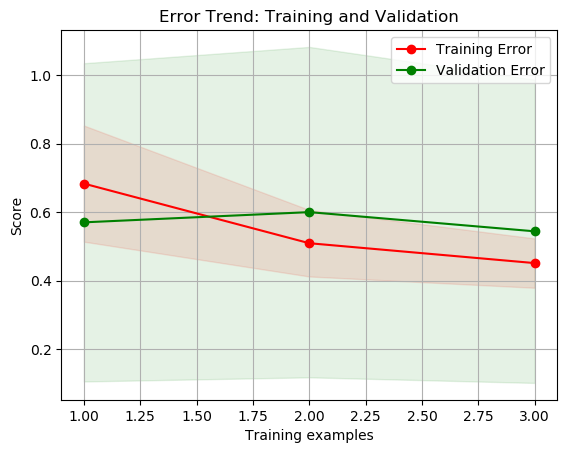 Error Trend: Training and Validation
Training Error
Validation Error
Score
1.0
0.8
0.6
0.4
0.2
1.00 1.25 1.50 1.75 2.00 2.25 2.50 2.75 3.00
Training examples